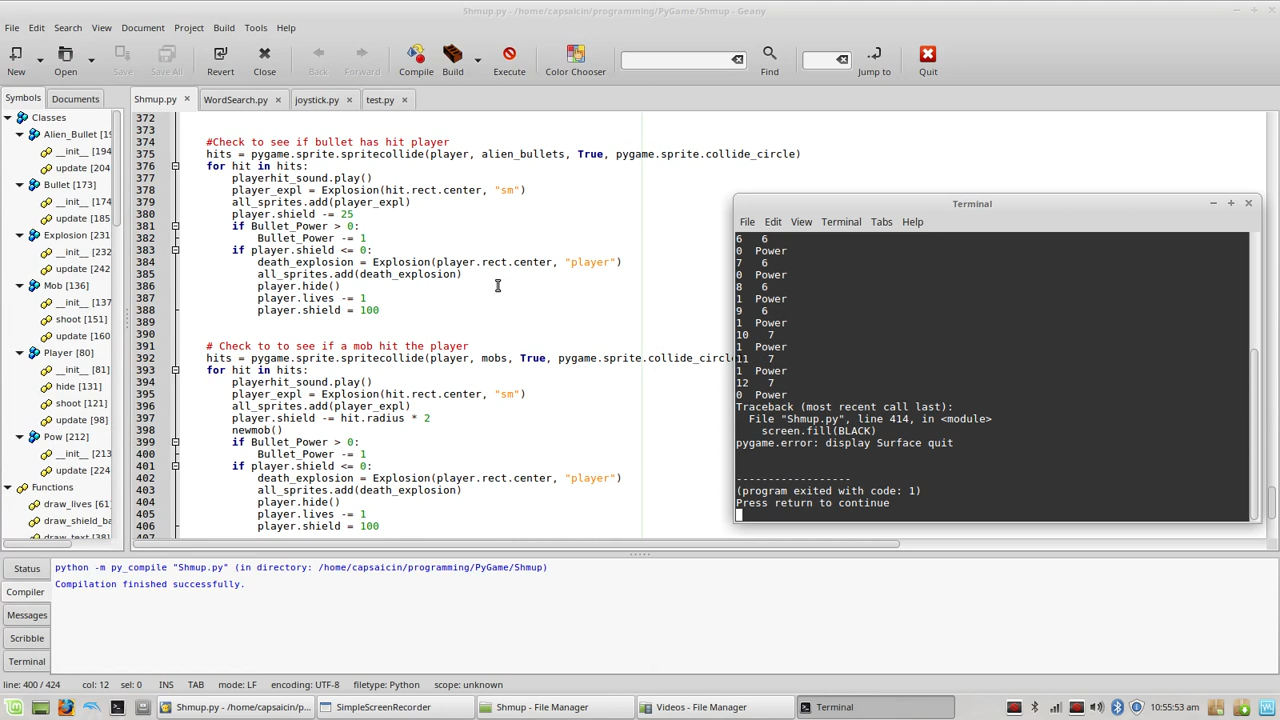 Shmup.py - /home/capsaicin/programming/PyGame/Shmup - Geany
File Edit Search View Document Project Build Tools Help
New Open Save Save All Revert Close Back Forward Compile Build Execute Color Chooser Find Jump to Quit
Symbols Documents
Shmup.py WordSearch.py joystick.py test.py
Classes
Alien_Bullet [19
__init__ [194
update [204
Bullet [173]
__init__ [174
update [185
Explosion [231
__init__ [232
update [242
Mob [136]
__init__ [137
shoot [151]
update [160
Player [80]
__init__ [81]
hide [131]
shoot [121]
update [98]
Pow [212]
__init__ [213
update [224
Functions
draw_lives [61]
draw_shield_ba
draw_text [38]
372
373
374 #Check to see if bullet has hit player
375 hits = pygame.sprite.spritecollide(player, alien_bullets, True, pygame.sprite.collide_circle)
376 for hit in hits:
377 playerhit_sound.play()
378 player_expl = Explosion(hit.rect.center, "sm")
379 all_sprites.add(player_expl)
380 player.shield -= 25
381 if Bullet_Power > 0:
382 Bullet_Power -= 1
383 if player.shield <= 0:
384 death_explosion = Explosion(player.rect.center, "player")
385 all_sprites.add(death_explosion)
386 player.hide()
387 player.lives -= 1
388 player.shield = 100
389
390
391 # Check to to see if a mob hit the player
392 hits = pygame.sprite.spritecollide(player, mobs, True, pygame.sprite.collide_circl
393 for hit in hits:
394 playerhit_sound.play()
395 player_expl = Explosion(hit.rect.center, "sm")
396 all_sprites.add(player_expl)
397 player.shield -= hit.radius * 2
398 newmob()
399 if Bullet_Power > 0:
400 Bullet_Power -= 1
401 if player.shield <= 0:
402 death_explosion = Explosion(player.rect.center, "player")
403 all_sprites.add(death_explosion)
404 player.hide()
405 player.lives -= 1
406 player.shield = 100
407
Terminal
File Edit View Terminal Tabs Help
6 6
0 Power
7 6
0 Power
8 6
1 Power
9 6
1 Power
10 7
1 Power
11 7
1 Power
12 7
0 Power
Traceback (most recent call last):
File "Shmup.py", line 414, in <module>
screen.fill(BLACK)
pygame.error: display Surface quit
------------------
(program exited with code: 1)
Press return to continue
Status
Compiler
Messages
Scribble
Terminal
python -m py_compile "Shmup.py" (in directory: /home/capsaicin/programming/PyGame/Shmup)
Compilation finished successfully.
line: 400 / 424 col: 12 sel: 0 INS TAB mode: LF encoding: UTF-8 filetype: Python scope: unknown
Shmup.py - /home/capsaicin/p... SimpleScreenRecorder Shmup - File Manager Videos - File Manager Terminal 10:55:53 am